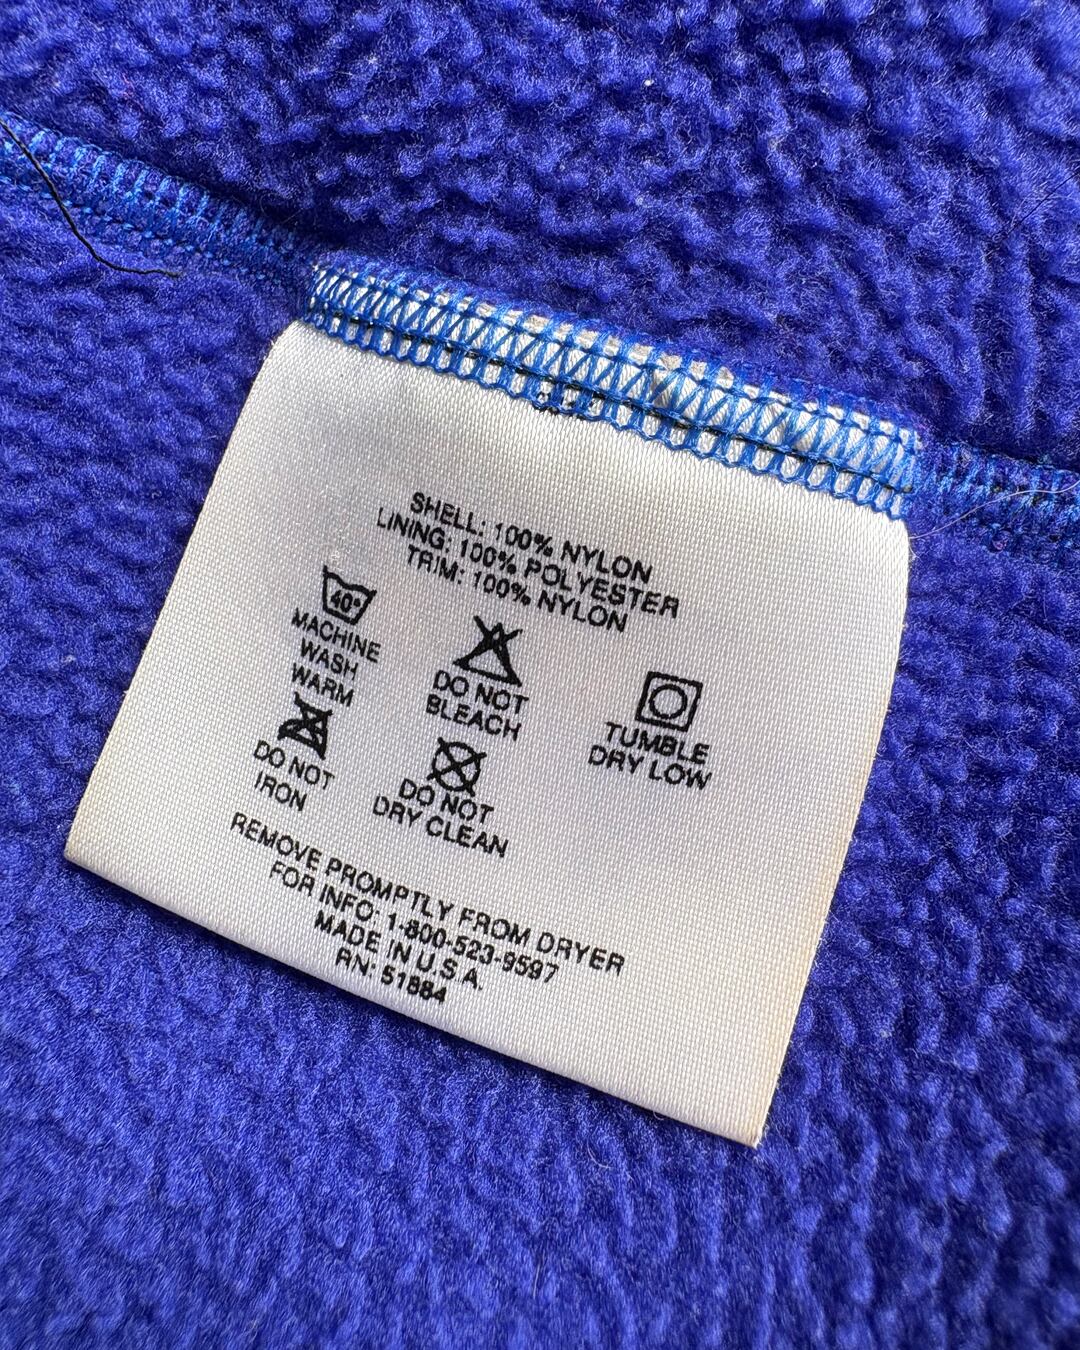 SHELL: 100% NYLON
LINING: 100% POLYESTER
TRIM: 100% NYLON
40°
MACHINE
WASH
WARM
DO NOT
BLEACH
TUMBLE
DRY LOW
DO NOT
IRON
DO NOT
DRY CLEAN
REMOVE PROMPTLY FROM DRYER
FOR INFO: 1-800-523-9597
MADE IN U.S.A.
RN: 51884